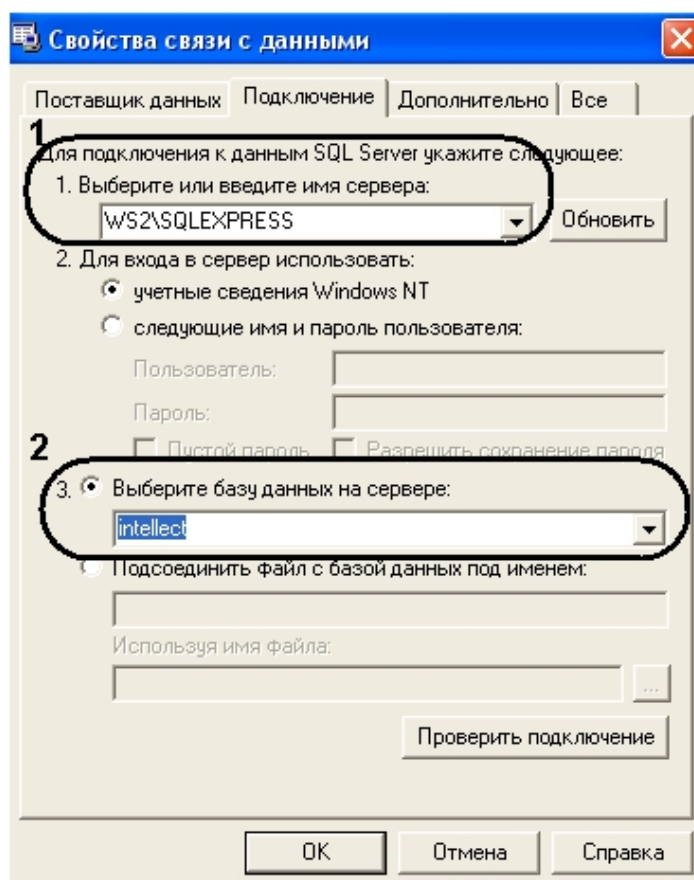 Свойства связи с данными
Поставщик данных Подключение Дополнительно Все
1
Для подключения к данным SQL Server укажите следующее:
1. Выберите или введите имя сервера:
WS2\SQLEXPRESS Обновить
2. Для входа в сервер использовать:
учетные сведения Windows NT
следующие имя и пароль пользователя:
Пользователь:
Пароль:
2
Пустой пароль Разрешить сохранение пароля
3. Выберите базу данных на сервере:
intellect
Подсоединить файл с базой данных под именем:
Используя имя файла:
...
Проверить подключение
OK Отмена Справка